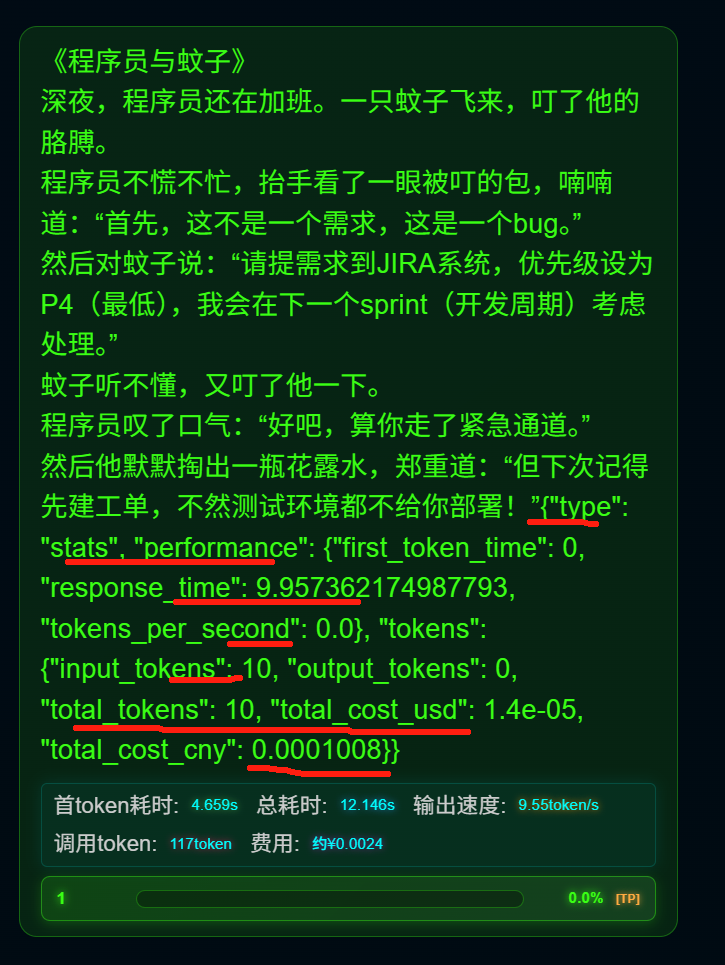 《程序员与蚊子》
深夜，程序员还在加班。一只蚊子飞来，叮了他的
胳膊。
程序员不慌不忙，抬手看了一眼被叮的包，喃喃
道：“首先，这不是一个需求，这是一个bug。”
然后对蚊子说：“请提需求到JIRA系统，优先级设为
P4（最低），我会在下一个sprint（开发周期）考虑
处理。”
蚊子听不懂，又叮了他一下。
程序员叹了口气：“好吧，算你走了紧急通道。”
然后他默默掏出一瓶花露水，郑重道：“但下次记得
先建工单，不然测试环境都不给你部署！”{"type":
"stats", "performance": {"first_token_time": 0,
"response_time": 9.957362174987793,
"tokens_per_second": 0.0}, "tokens":
{"input_tokens": 10, "output_tokens": 0,
"total_tokens": 10, "total_cost_usd": 1.4e-05,
"total_cost_cny": 0.0001008}}
首token耗时: 4.659s 总耗时: 12.146s 输出速度: 9.55token/s
调用token: 117token 费用: 约¥0.0024
1 0.0% [TP]